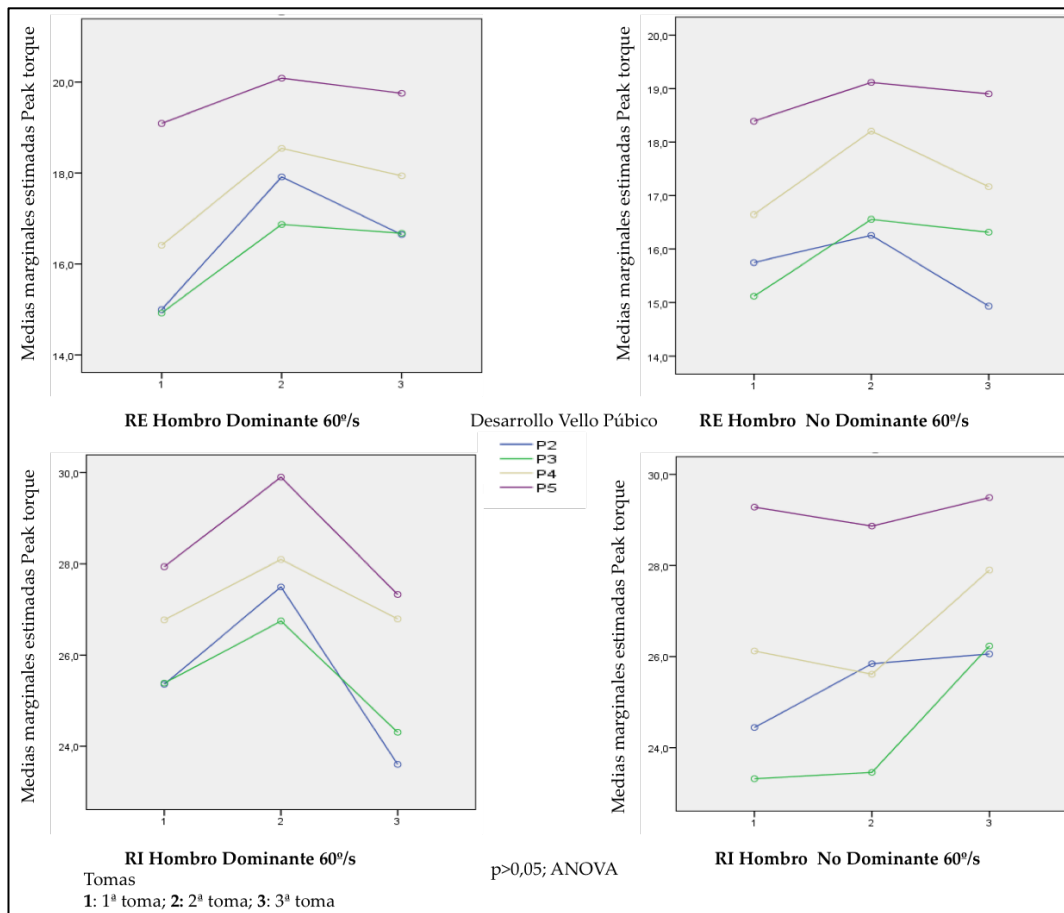 Medias marginales estimadas Peak torque
20,0
18,0
16,0
14,0
1 2 3
RE Hombro Dominante 60º/s
Medias marginales estimadas Peak torque
20,0
19,0
18,0
17,0
16,0
15,0
14,0
1 2 3
RE Hombro No Dominante 60º/s
Desarrollo Vello Púbico
P2
P3
P4
P5
Medias marginales estimadas Peak torque
30,0
28,0
26,0
24,0
1 2 3
RI Hombro Dominante 60º/s
Medias marginales estimadas Peak torque
30,0
28,0
26,0
24,0
1 2 3
RI Hombro No Dominante 60º/s
p>0,05; ANOVA
Tomas
1: 1ª toma; 2: 2ª toma; 3: 3ª toma